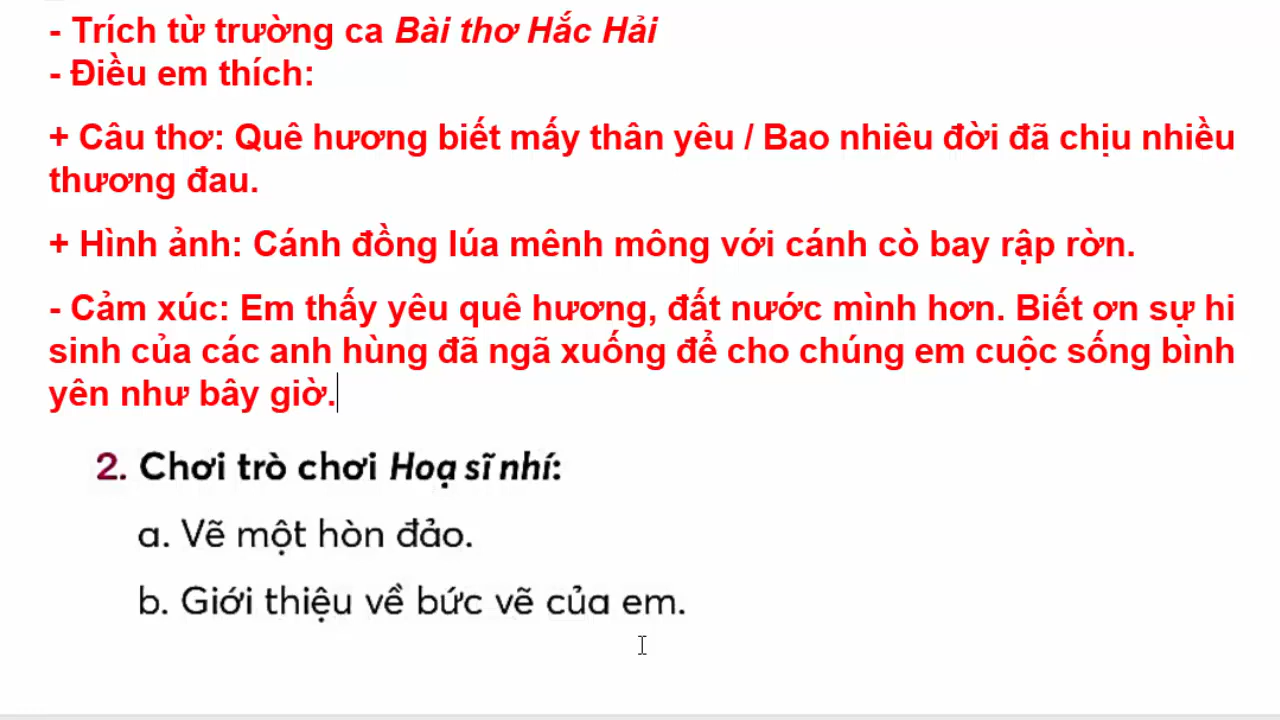 - Trích từ trường ca Bài thơ Hắc Hải
- Điều em thích:
+ Câu thơ: Quê hương biết mấy thân yêu / Bao nhiêu đời đã chịu nhiều
thương đau.
+ Hình ảnh: Cánh đồng lúa mênh mông với cánh cò bay rập rờn.
- Cảm xúc: Em thấy yêu quê hương, đất nước mình hơn. Biết ơn sự hi
sinh của các anh hùng đã ngã xuống để cho chúng em cuộc sống bình
yên như bây giờ.
2. Chơi trò chơi Hoạ sĩ nhí:
a. Vẽ một hòn đảo.
b. Giới thiệu về bức vẽ của em.